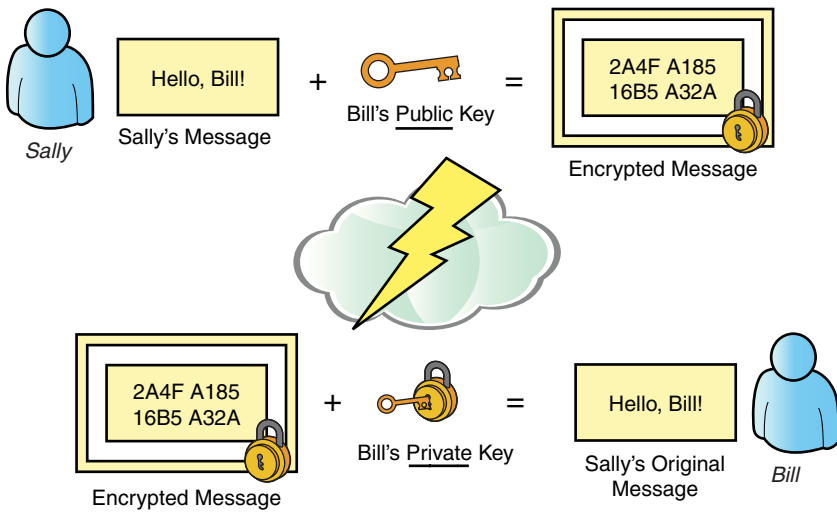 Hello, Bill!
+
=
2A4F A185
16B5 A32A
Bill's Public Key
Sally
Sally's Message
Encrypted Message
2A4F A185
16B5 A32A
+
=
Hello, Bill!
Bill's Private Key
Encrypted Message
Sally's Original
Message
Bill